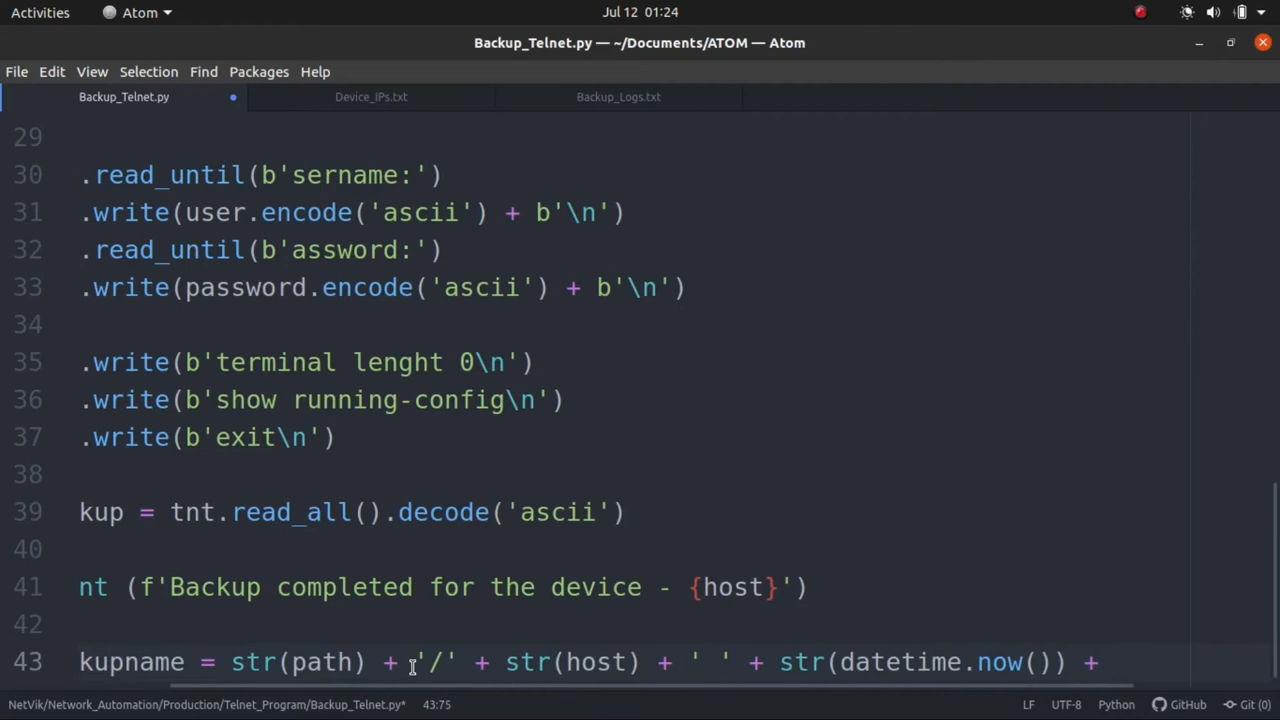 Activities Atom Jul 12 01:24
Backup_Telnet.py — ~/Documents/ATOM — Atom
File Edit View Selection Find Packages Help
Backup_Telnet.py Device_IPs.txt Backup_Logs.txt
29
30 .read_until(b'sername:')
31 .write(user.encode('ascii') + b'\n')
32 .read_until(b'assword:')
33 .write(password.encode('ascii') + b'\n')
34
35 .write(b'terminal lenght 0\n')
36 .write(b'show running-config\n')
37 .write(b'exit\n')
38
39 kup = tnt.read_all().decode('ascii')
40
41 nt (f'Backup completed for the device - {host}')
42
43 kupname = str(path) + '/' + str(host) + ' ' + str(datetime.now()) +
NetVik/Network_Automation/Production/Telnet_Program/Backup_Telnet.py* 43:75 LF UTF-8 Python GitHub Git (0)